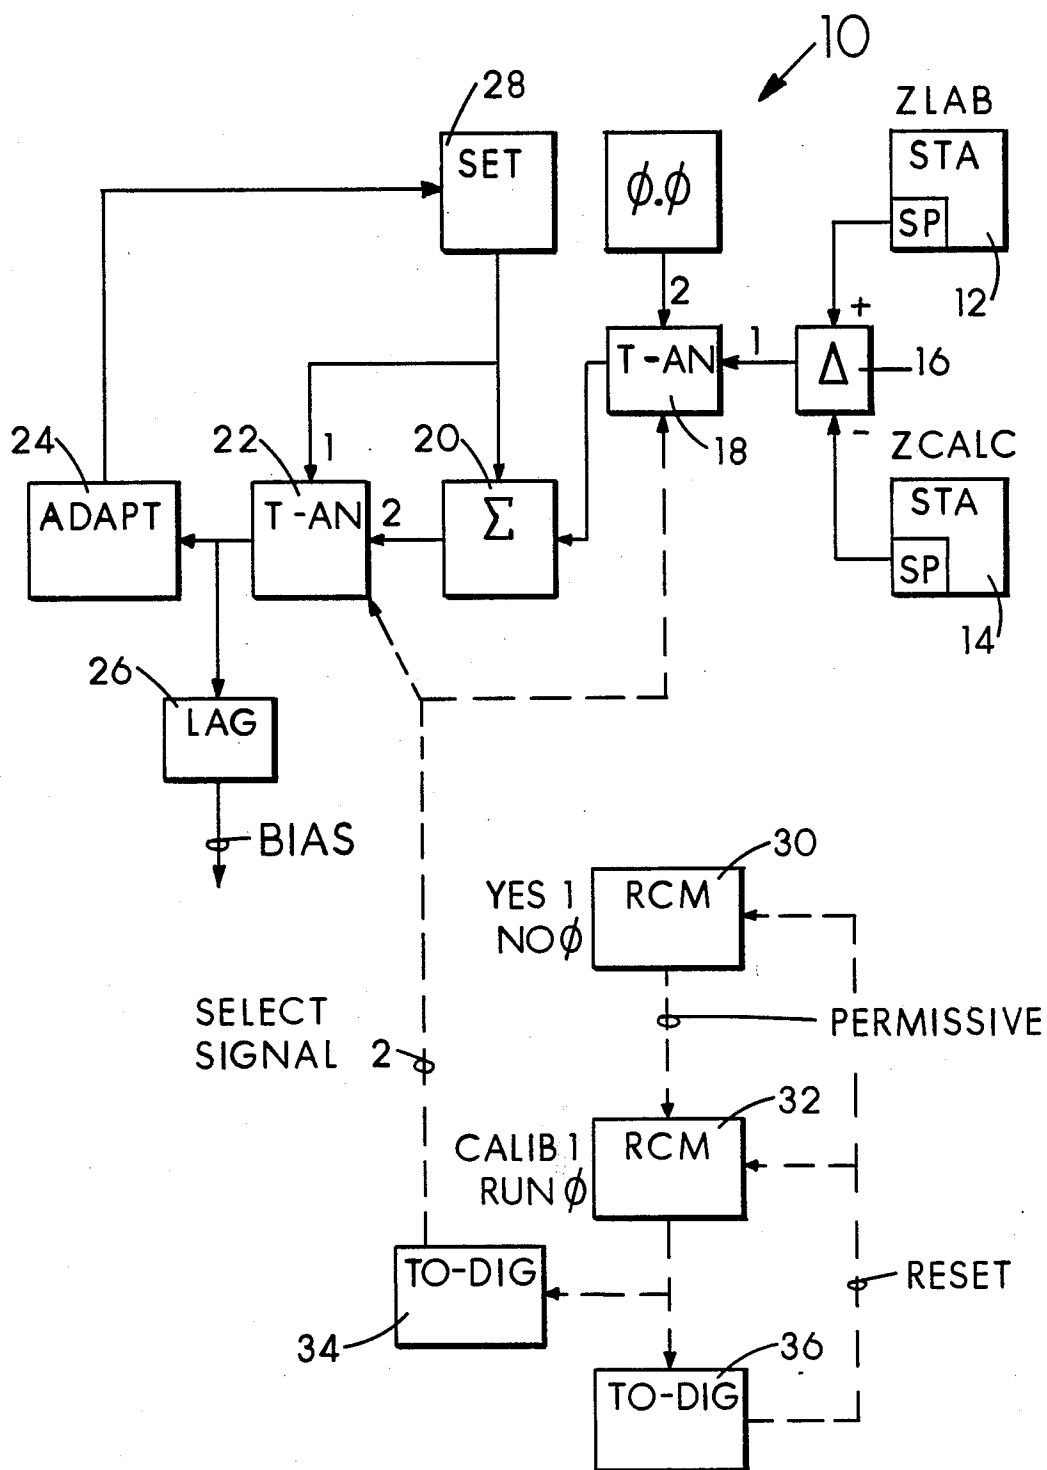 10
28
ZLAB
SET
φ.φ
STA
SP
12
2
+
T-AN
1
Δ
16
18
-
ZCALC
24
22
1
20
STA
ADAPT
T-AN
2
Σ
SP
14
26
LAG
BIAS
30
YES 1
NO φ
RCM
SELECT
SIGNAL 2
PERMISSIVE
32
CALIB 1
RUN φ
RCM
TO-DIG
RESET
34
36
TO-DIG